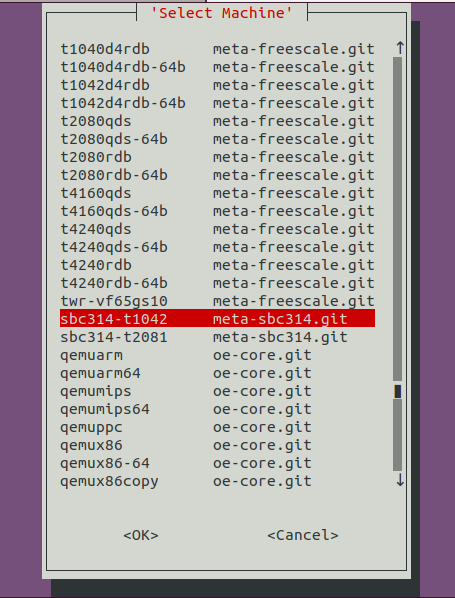 'Select Machine'
t1040d4rdb meta-freescale.git
t1040d4rdb-64b meta-freescale.git
t1042d4rdb meta-freescale.git
t1042d4rdb-64b meta-freescale.git
t2080qds meta-freescale.git
t2080qds-64b meta-freescale.git
t2080rdb meta-freescale.git
t2080rdb-64b meta-freescale.git
t4160qds meta-freescale.git
t4160qds-64b meta-freescale.git
t4240qds meta-freescale.git
t4240qds-64b meta-freescale.git
t4240rdb meta-freescale.git
t4240rdb-64b meta-freescale.git
twr-vf65gs10 meta-freescale.git
sbc314-t1042 meta-sbc314.git
sbc314-t2081 meta-sbc314.git
qemuarm oe-core.git
qemuarm64 oe-core.git
qemumips oe-core.git
qemumips64 oe-core.git
qemuppc oe-core.git
qemux86 oe-core.git
qemux86-64 oe-core.git
qemux86copy oe-core.git
<OK> <Cancel>